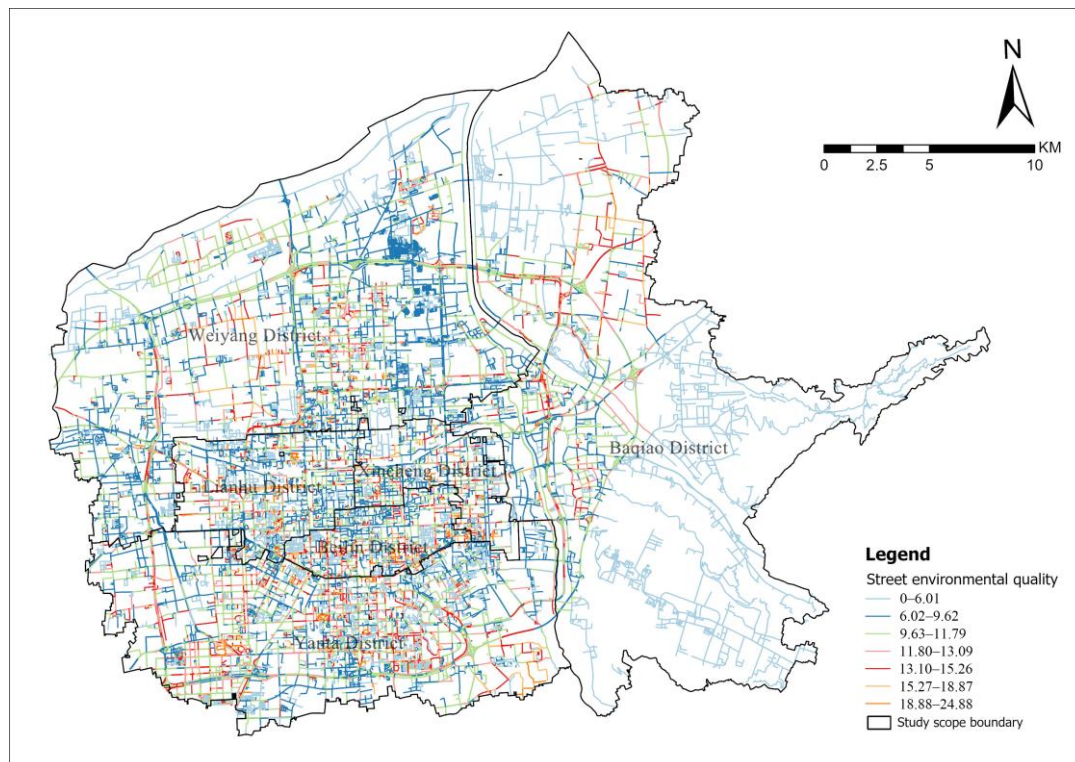 N
KM
0 2.5 5 10
Weiyang District
Baqiao District
Xincheng District
Lianhu District
Beilin District
Yanta District
Legend
Street environmental quality
0–6.01
6.02–9.62
9.63–11.79
11.80–13.09
13.10–15.26
15.27–18.87
18.88–24.88
Study scope boundary